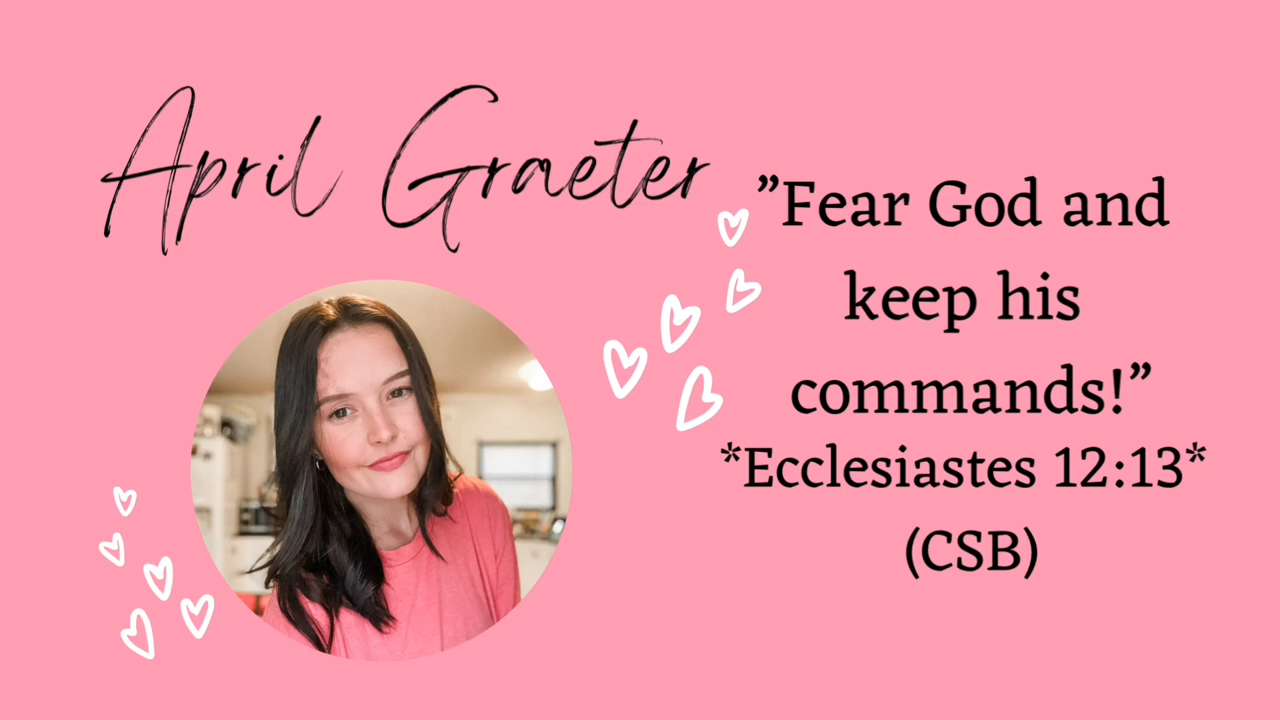 April Graeter
”Fear God and
keep his
commands!”
*Ecclesiastes 12:13*
(CSB)